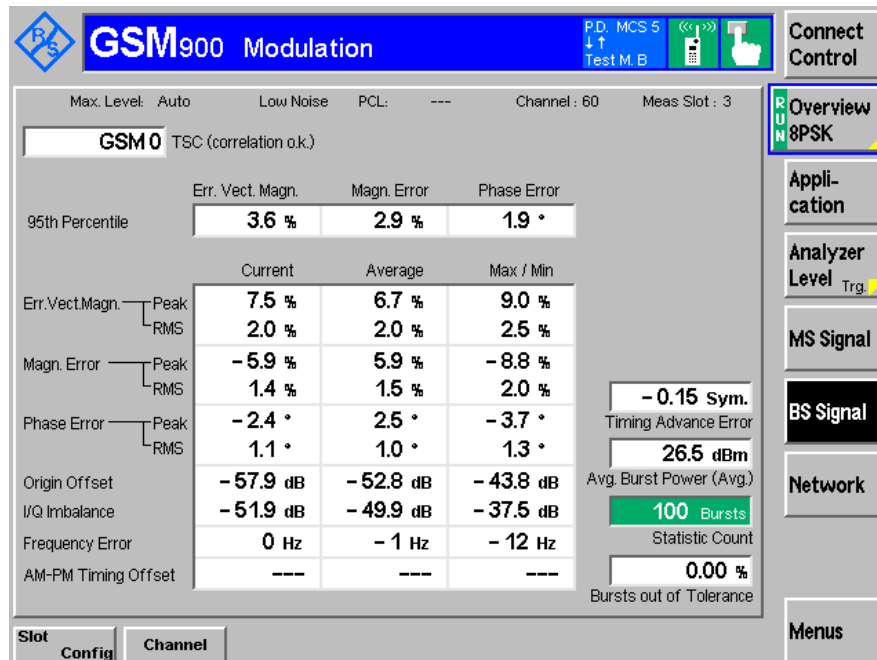 R&S GSM900 Modulation P.D. MCS 5
↓↑
Test M. B
Connect
Control
Max. Level: Auto Low Noise PCL: --- Channel : 60 Meas Slot : 3
RUN
Overview
8PSK
GSM 0 TSC (correlation o.k.)
Appli-
cation
Err. Vect. Magn. Magn. Error Phase Error
95th Percentile 3.6 % 2.9 % 1.9 °
Analyzer
Level Trg.
Current Average Max / Min
Err.Vect.Magn. Peak 7.5 % 6.7 % 9.0 %
RMS 2.0 % 2.0 % 2.5 %
MS Signal
Magn. Error Peak – 5.9 % 5.9 % – 8.8 %
RMS 1.4 % 1.5 % 2.0 %
– 0.15 Sym.
Timing Advance Error
BS Signal
Phase Error Peak – 2.4 ° 2.5 ° – 3.7 °
RMS 1.1 ° 1.0 ° 1.3 °
26.5 dBm
Avg. Burst Power (Avg.)
Origin Offset – 57.9 dB – 52.8 dB – 43.8 dB
Network
I/Q Imbalance – 51.9 dB – 49.9 dB – 37.5 dB
100 Bursts
Statistic Count
Frequency Error 0 Hz – 1 Hz – 12 Hz
AM-PM Timing Offset --- --- ---
0.00 %
Bursts out of Tolerance
Slot
Config
Channel
Menus